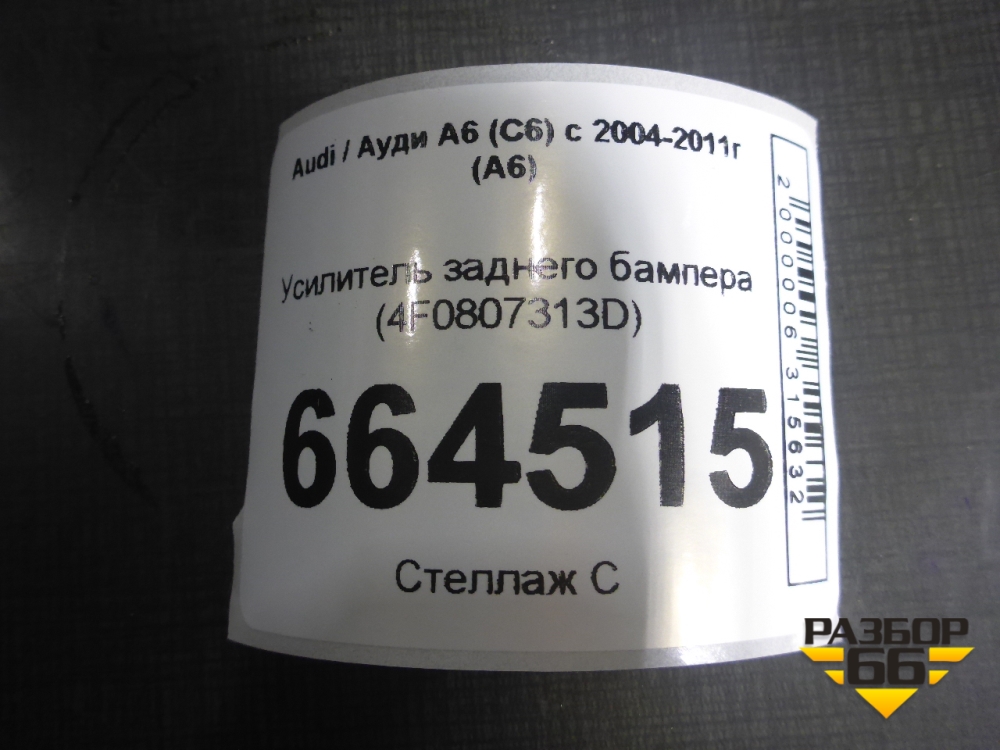 Audi / Ауди А6 (С6) с 2004-2011г
(А6)
Усилитель заднего бампера
(4F0807313D)
664515
Стеллаж С
2000006315632
РАЗБОР
66